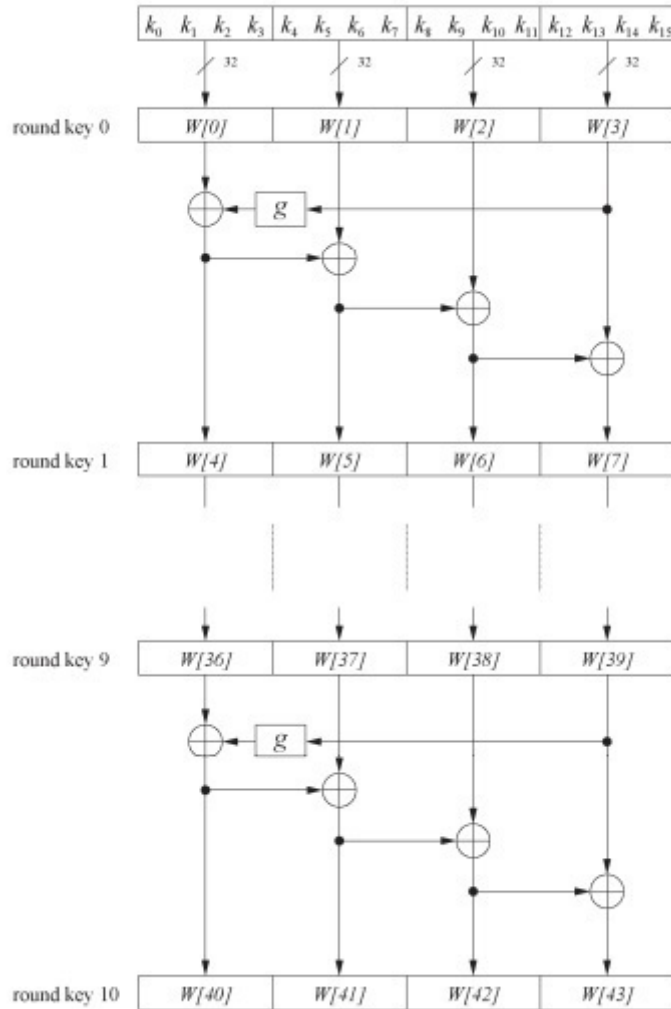 k₀ k₁ k₂ k₃ k₄ k₅ k₆ k₇ k₈ k₉ k₁₀ k₁₁ k₁₂ k₁₃ k₁₄ k₁₅
32 32 32 32
round key 0 W[0] W[1] W[2] W[3]
g
round key 1 W[4] W[5] W[6] W[7]
round key 9 W[36] W[37] W[38] W[39]
g
round key 10 W[40] W[41] W[42] W[43]